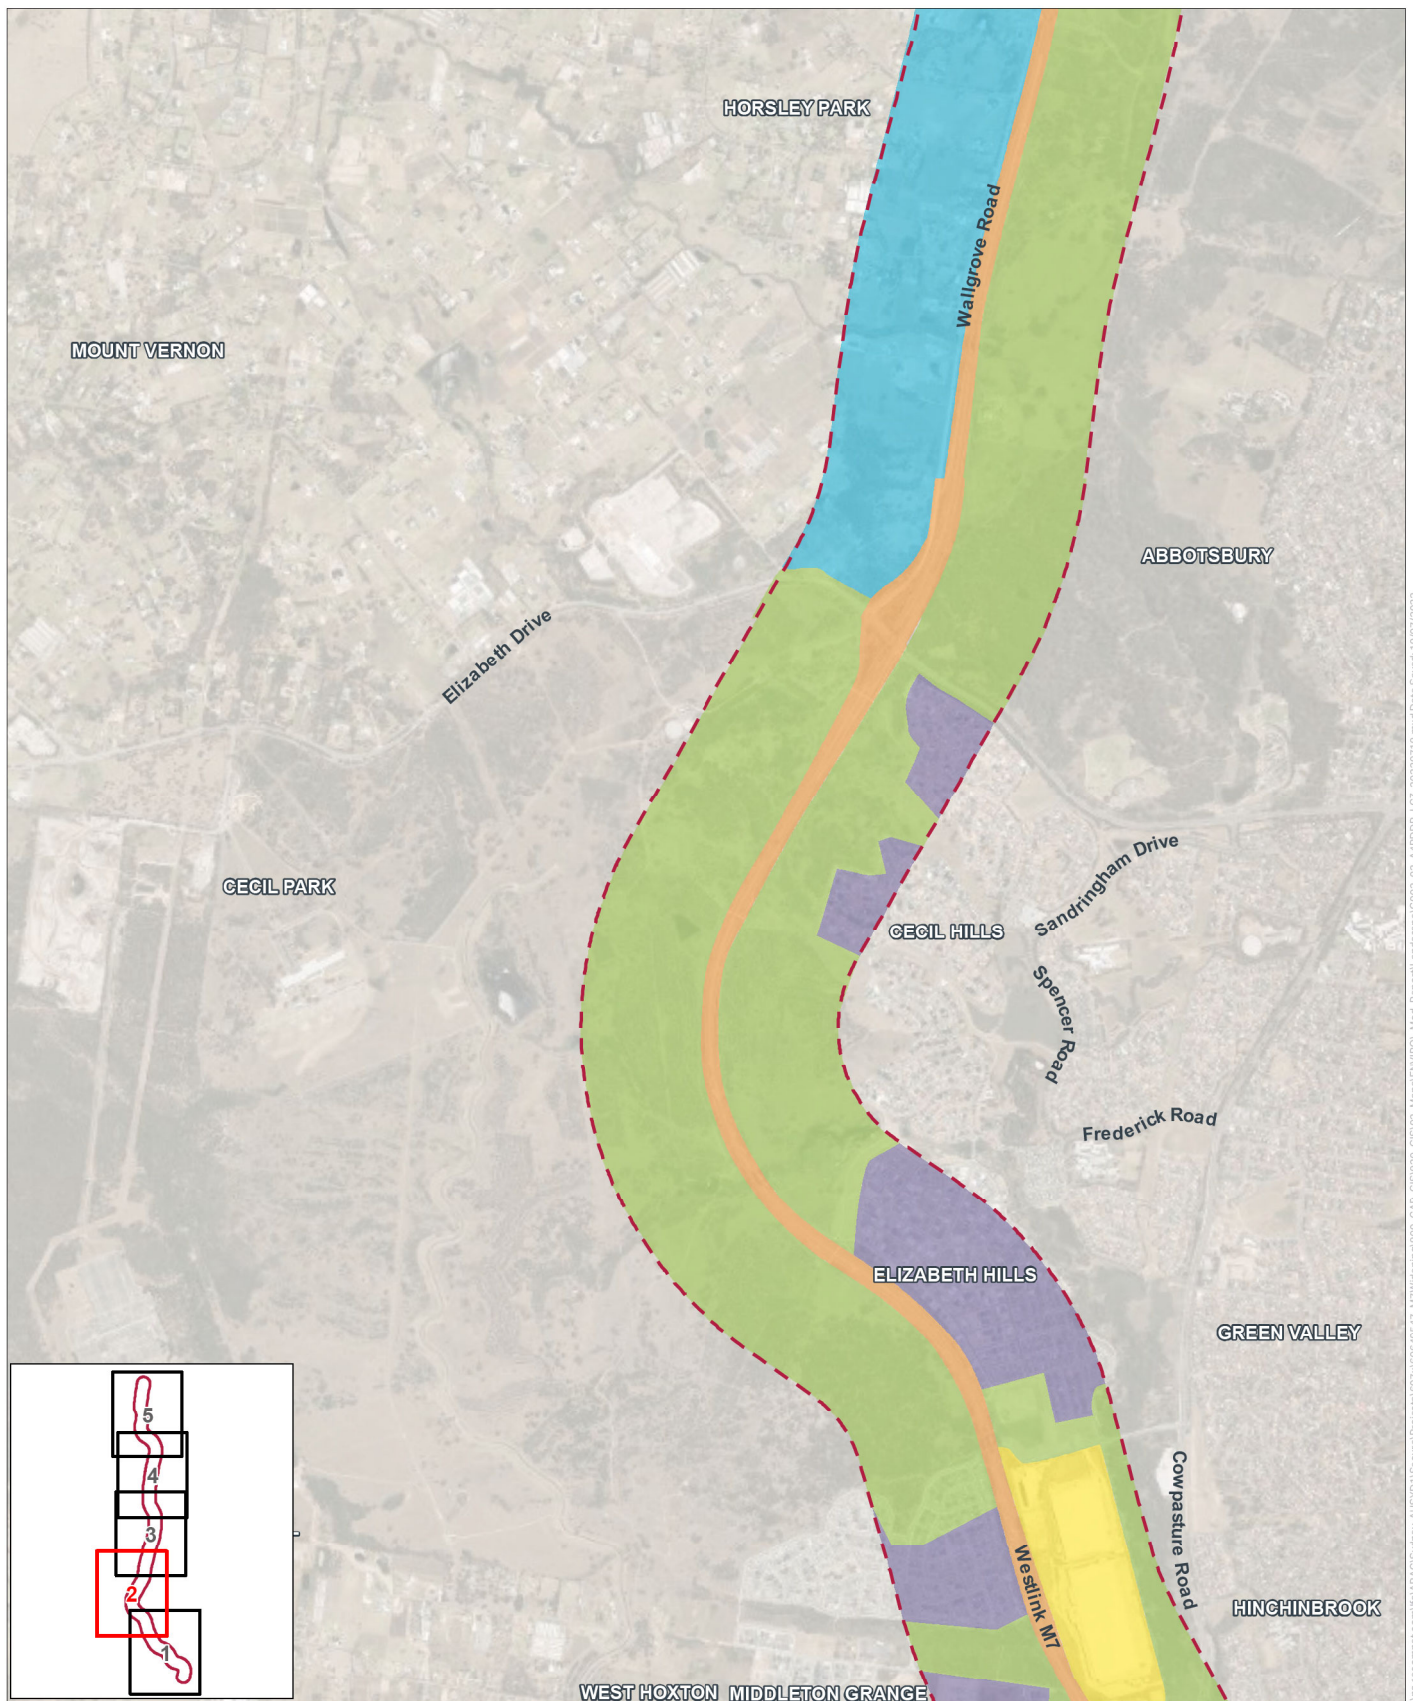 HORSLEY PARK
Wallgrove Road
MOUNT VERNON
ABBOTSBURY
Elizabeth Drive
Sandringham Drive
CECIL PARK
CECIL HILLS
Spencer Road
Frederick Road
ELIZABETH HILLS
GREEN VALLEY
5
4
3
2
1
Cowpasture Road
Westlink M7
HINCHINBROOK
WEST HOXTON
MIDDLETON GRANGE